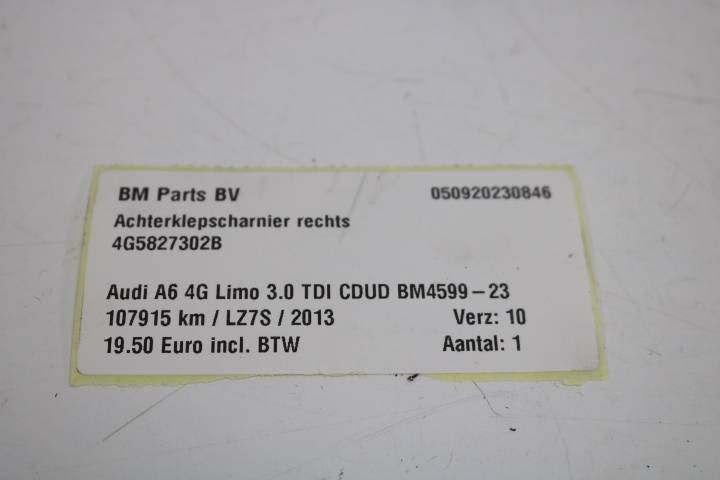 BM Parts BV 050920230846
Achterklepscharnier rechts
4G5827302B
Audi A6 4G Limo 3.0 TDI CDUD BM4599-23
107915 km / LZ7S / 2013 Verz: 10
19.50 Euro incl. BTW Aantal: 1